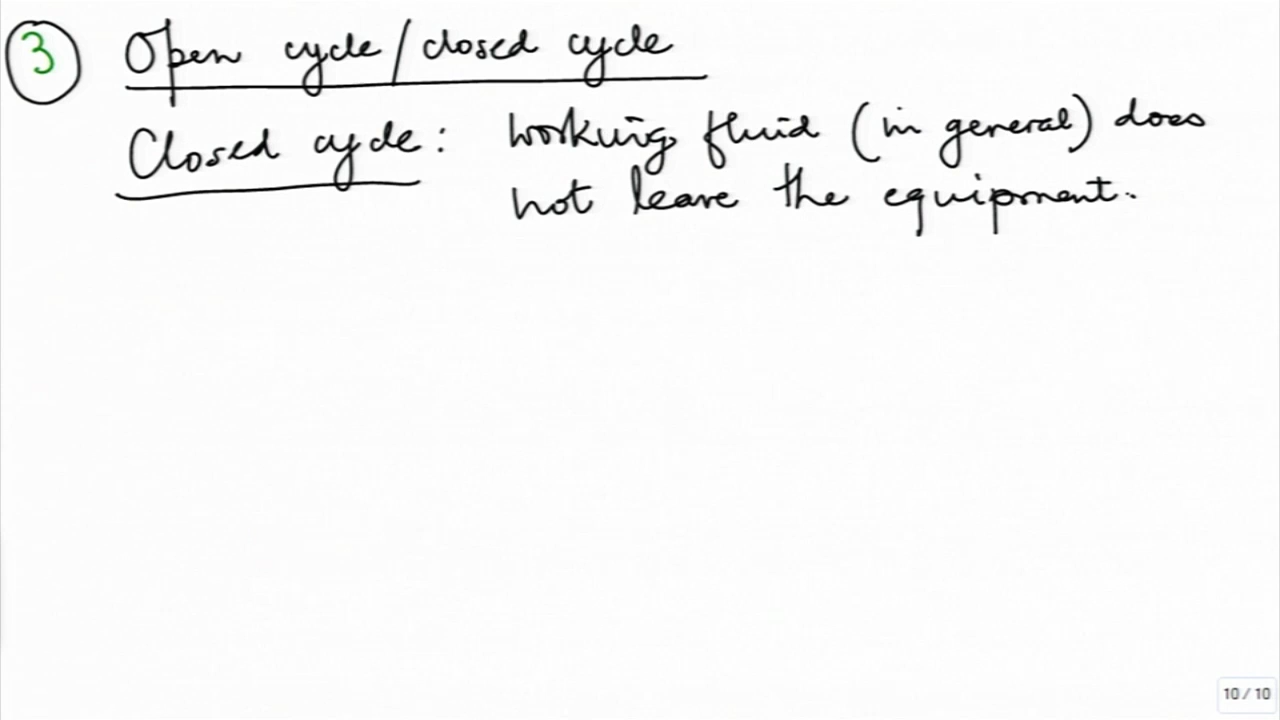 3 Open cycle/closed cycle
Closed cycle: working fluid (in general) does
not leave the equipment.
10/10